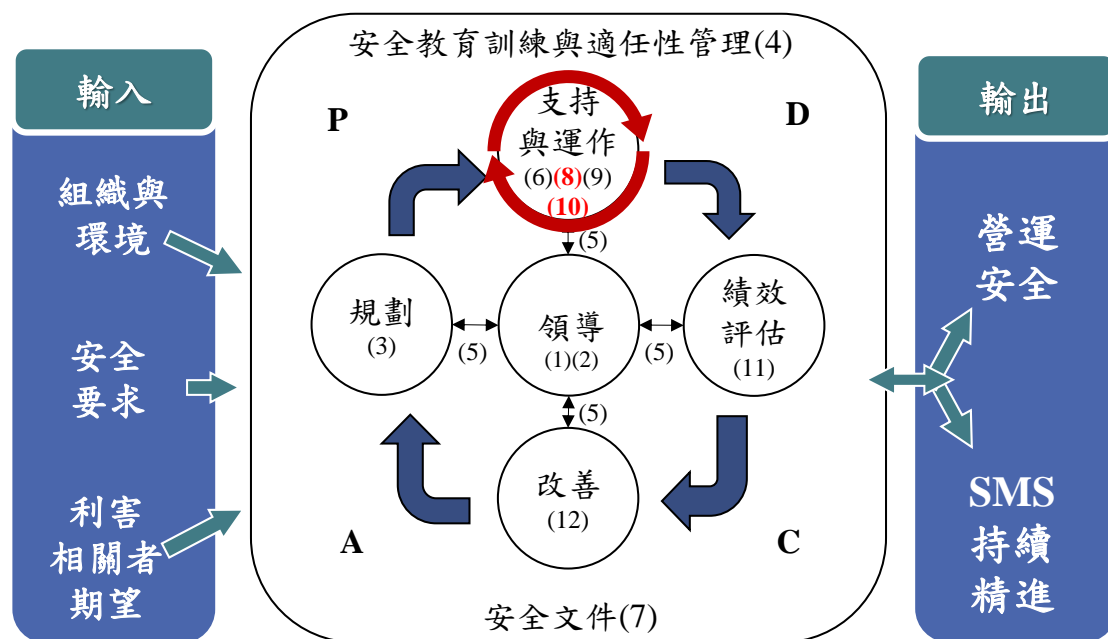 安全教育訓練與適任性管理(4)
輸入
組織與
環境
安全
要求
利害
相關者
期望
P
D
支持
與運作
(6)(8)(9)
(10)
(5)
規劃
(3)
(5)
領導
(1)(2)
(5)
績效
評估
(11)
(5)
改善
(12)
A
C
安全文件(7)
輸出
營運
安全
SMS
持續
精進